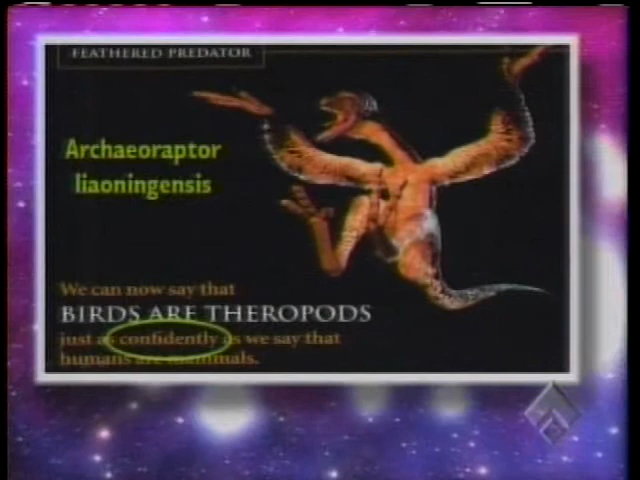 FEATHERED PREDATOR
Archaeoraptor
liaoningensis
We can now say that
BIRDS ARE THEROPODS
just as confidently as we say that
humans are mammals.